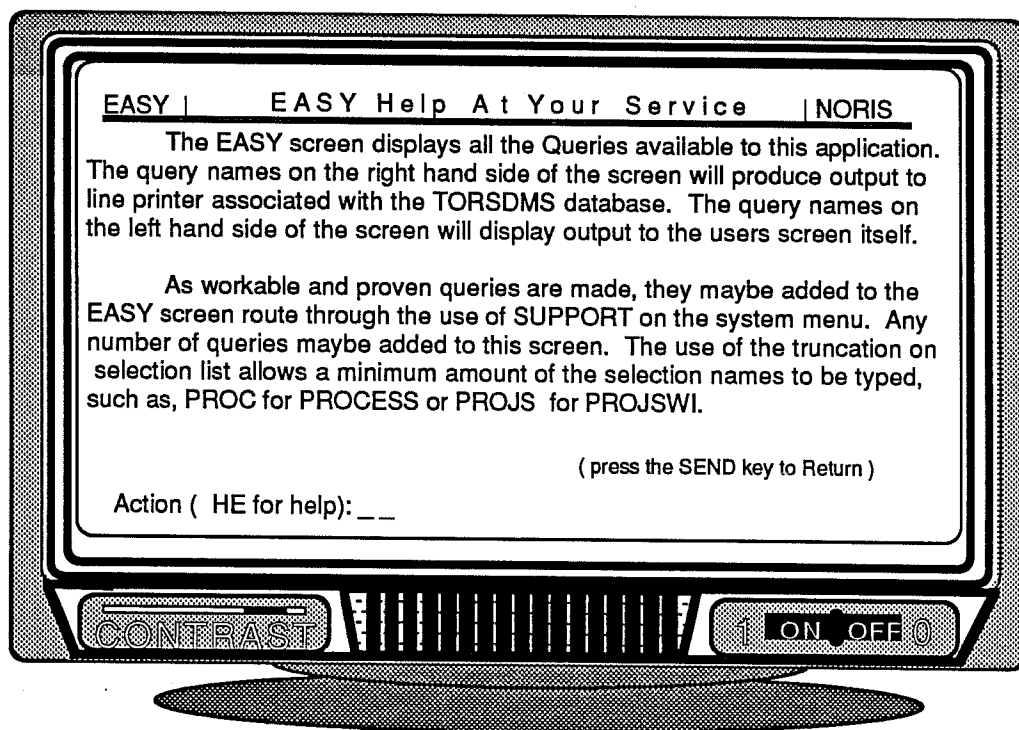 EASY | EASY Help At Your Service | NORIS
The EASY screen displays all the Queries available to this application.
The query names on the right hand side of the screen will produce output to
line printer associated with the TORSDMS database. The query names on
the left hand side of the screen will display output to the users screen itself.
As workable and proven queries are made, they maybe added to the
EASY screen route through the use of SUPPORT on the system menu. Any
number of queries maybe added to this screen. The use of the truncation on
selection list allows a minimum amount of the selection names to be typed,
such as, PROC for PROCESS or PROJS for PROJSWI.
( press the SEND key to Return )
Action ( HE for help): _ _
CONTRAST
1 ON OFF 0